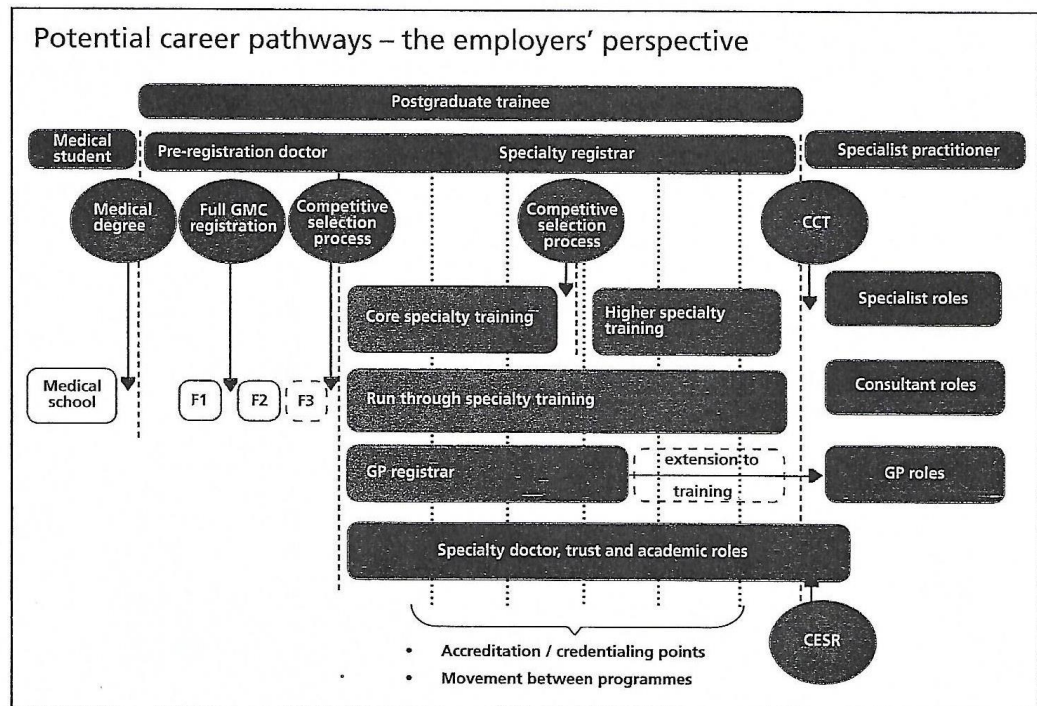 Potential career pathways – the employers' perspective
Postgraduate trainee
Medical
student
Pre-registration doctor
Specialty registrar
Specialist practitioner
Medical
degree
Full GMC
registration
Competitive
selection
process
Competitive
selection
process
CCT
Core specialty training
Higher specialty
training
Specialist roles
Medical
school
F1
F2
F3
Run through specialty training
Consultant roles
GP registrar
extension to
training
GP roles
Specialty doctor, trust and academic roles
CESR
• Accreditation / credentialing points
• Movement between programmes